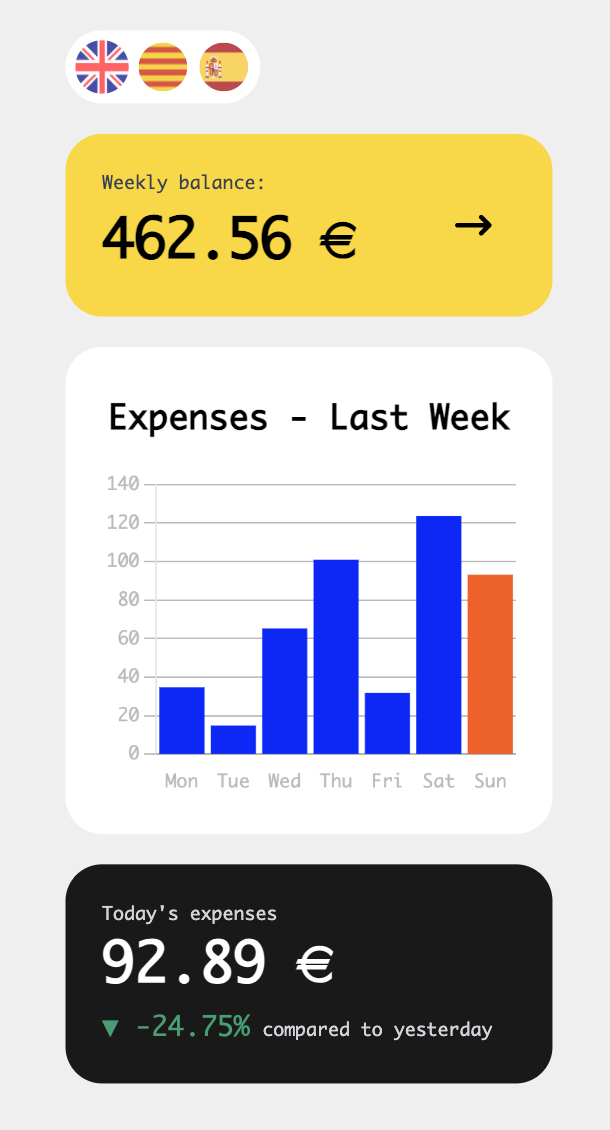 Weekly balance:
462.56 €
→
Expenses - Last Week
140
120
100
80
60
40
20
0
Mon Tue Wed Thu Fri Sat Sun
Today's expenses
92.89 €
▼ -24.75% compared to yesterday